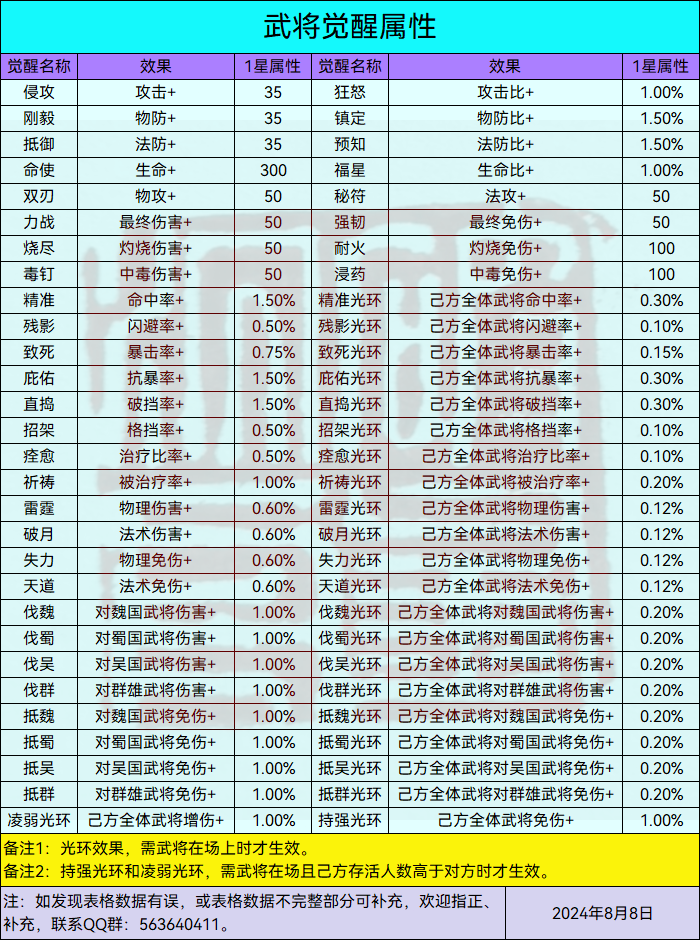 武将觉醒属性
觉醒名称 效果 1星属性 觉醒名称 效果 1星属性
侵攻 攻击+ 35 狂怒 攻击比+ 1.00%
刚毅 物防+ 35 镇定 物防比+ 1.50%
抵御 法防+ 35 预知 法防比+ 1.50%
命使 生命+ 300 福星 生命比+ 1.00%
双刃 物攻+ 50 秘符 法攻+ 50
力战 最终伤害+ 50 强韧 最终免伤+ 50
烧尽 灼烧伤害+ 50 耐火 灼烧免伤+ 100
毒钉 中毒伤害+ 50 浸药 中毒免伤+ 100
精准 命中率+ 1.50% 精准光环 己方全体武将命中率+ 0.30%
残影 闪避率+ 0.50% 残影光环 己方全体武将闪避率+ 0.10%
致死 暴击率+ 0.75% 致死光环 己方全体武将暴击率+ 0.15%
庇佑 抗暴率+ 1.50% 庇佑光环 己方全体武将抗暴率+ 0.30%
直捣 破挡率+ 1.50% 直捣光环 己方全体武将破挡率+ 0.30%
招架 格挡率+ 0.50% 招架光环 己方全体武将格挡率+ 0.10%
痊愈 治疗比率+ 0.50% 痊愈光环 己方全体武将治疗比率+ 0.10%
祈祷 被治疗率+ 1.00% 祈祷光环 己方全体武将被治疗率+ 0.20%
雷霆 物理伤害+ 0.60% 雷霆光环 己方全体武将物理伤害+ 0.12%
破月 法术伤害+ 0.60% 破月光环 己方全体武将法术伤害+ 0.12%
失力 物理免伤+ 0.60% 失力光环 己方全体武将物理免伤+ 0.12%
天道 法术免伤+ 0.60% 天道光环 己方全体武将法术免伤+ 0.12%
伐魏 对魏国武将伤害+ 1.00% 伐魏光环 己方全体武将对魏国武将伤害+ 0.20%
伐蜀 对蜀国武将伤害+ 1.00% 伐蜀光环 己方全体武将对蜀国武将伤害+ 0.20%
伐吴 对吴国武将伤害+ 1.00% 伐吴光环 己方全体武将对吴国武将伤害+ 0.20%
伐群 对群雄武将伤害+ 1.00% 伐群光环 己方全体武将对群雄武将伤害+ 0.20%
抵魏 对魏国武将免伤+ 1.00% 抵魏光环 己方全体武将对魏国武将免伤+ 0.20%
抵蜀 对蜀国武将免伤+ 1.00% 抵蜀光环 己方全体武将对蜀国武将免伤+ 0.20%
抵吴 对吴国武将免伤+ 1.00% 抵吴光环 己方全体武将对吴国武将免伤+ 0.20%
抵群 对群雄武将免伤+ 1.00% 抵群光环 己方全体武将对群雄武将免伤+ 0.20%
凌弱光环 己方全体武将增伤+ 1.00% 持强光环 己方全体武将免伤+ 1.00%
备注1：光环效果，需武将在场上时才生效。
备注2：持强光环和凌弱光环，需武将在场且己方存活人数高于对方时才生效。
注：如发现表格数据有误，或表格数据不完整部分可补充，欢迎指正、
补充，联系QQ群：563640411。
2024年8月8日